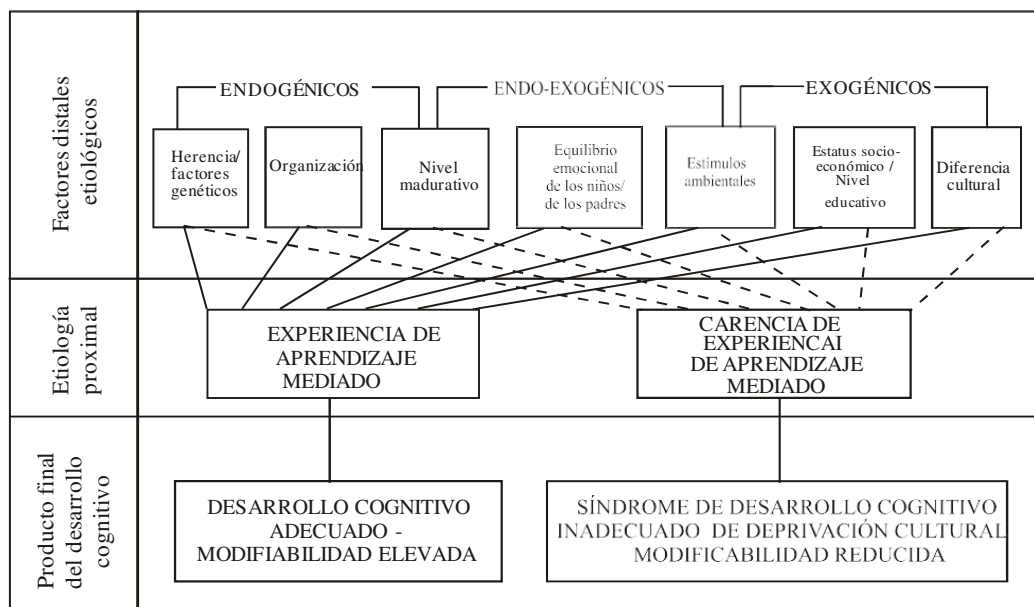 Factores distales
etiológicos
ENDOGÉNICOS
ENDO-EXOGÉNICOS
EXOGÉNICOS
Herencia/
factores
genéticos
Organización
Nivel
madurativo
Equilibrio
emocional
de los niños/
de los padres
Estímulos
ambientales
Estatus socio-
económico /
Nivel
educativo
Diferencia
cultural
Etiología
proximal
EXPERIENCIA DE
APRENDIZAJE
MEDIADO
CARENCIA DE
EXPERIENCAI
DE APRENDIZAJE
MEDIADO
Producto final
del desarrollo
cognitivo
DESARROLLO COGNITIVO
ADECUADO -
MODIFIABILIDAD ELEVADA
SÍNDROME DE DESARROLLO COGNITIVO
INADECUADO DE DEPRIVACIÓN CULTURAL
MODIFICABILIDAD REDUCIDA